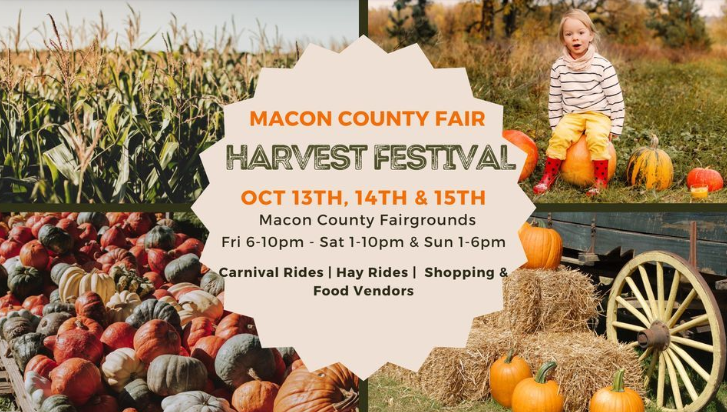 MACON COUNTY FAIR
HARVEST FESTIVAL
OCT 13TH, 14TH & 15TH
Macon County Fairgrounds
Fri 6-10pm - Sat 1-10pm & Sun 1-6pm
Carnival Rides | Hay Rides | Shopping &
Food Vendors